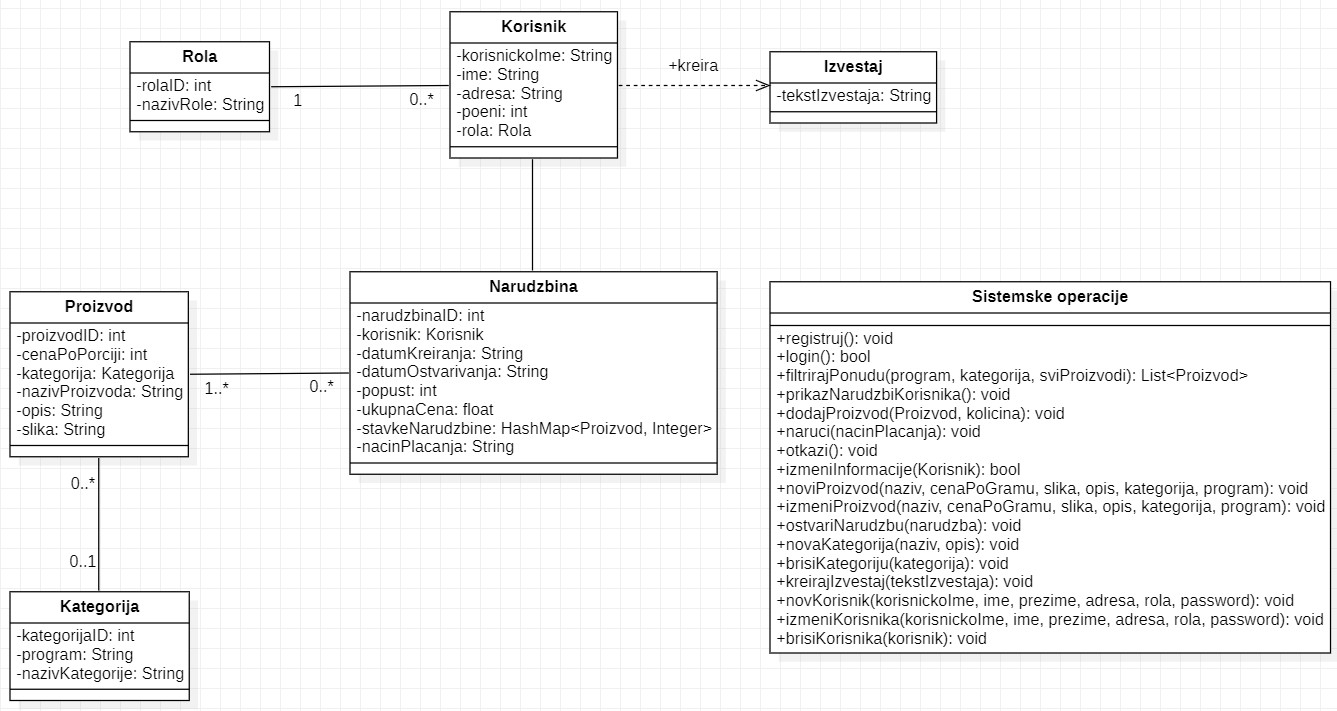 Rola
-rolaID: int
-nazivRole: String
1
0..*
Korisnik
-korisnickoIme: String
-ime: String
-adresa: String
-poeni: int
-rola: Rola
+kreira
Izvestaj
-tekstIzvestaja: String
Proizvod
-proizvodID: int
-cenaPoPorciji: int
-kategorija: Kategorija
-nazivProizvoda: String
-opis: String
-slika: String
1..*
0..*
Narudzbina
-narudzbinaID: int
-korisnik: Korisnik
-datumKreiranja: String
-datumOstvarivanja: String
-popust: int
-ukupnaCena: float
-stavkeNarudzbine: HashMap<Proizvod, Integer>
-nacinPlacanja: String
0..*
0..1
Kategorija
-kategorijaID: int
-program: String
-nazivKategorije: String
Sistemske operacije
+registruj(): void
+login(): bool
+filtrirajPonudu(program, kategorija, sviProizvodi): List<Proizvod>
+prikazNarudzbiKorisnika(): void
+dodajProizvod(Proizvod, kolicina): void
+naruci(nacinPlacanja): void
+otkazi(): void
+izmeniInformacije(Korisnik): bool
+noviProizvod(naziv, cenaPoGramu, slika, opis, kategorija, program): void
+izmeniProizvod(naziv, cenaPoGramu, slika, opis, kategorija, program): void
+ostvariNarudzbu(narudzba): void
+novaKategorija(naziv, opis): void
+brisiKategoriju(kategorija): void
+kreirajIzvestaj(tekstIzvestaja): void
+novKorisnik(korisnickoIme, ime, prezime, adresa, rola, password): void
+izmeniKorisnika(korisnickoIme, ime, prezime, adresa, rola, password): void
+brisiKorisnika(korisnik): void